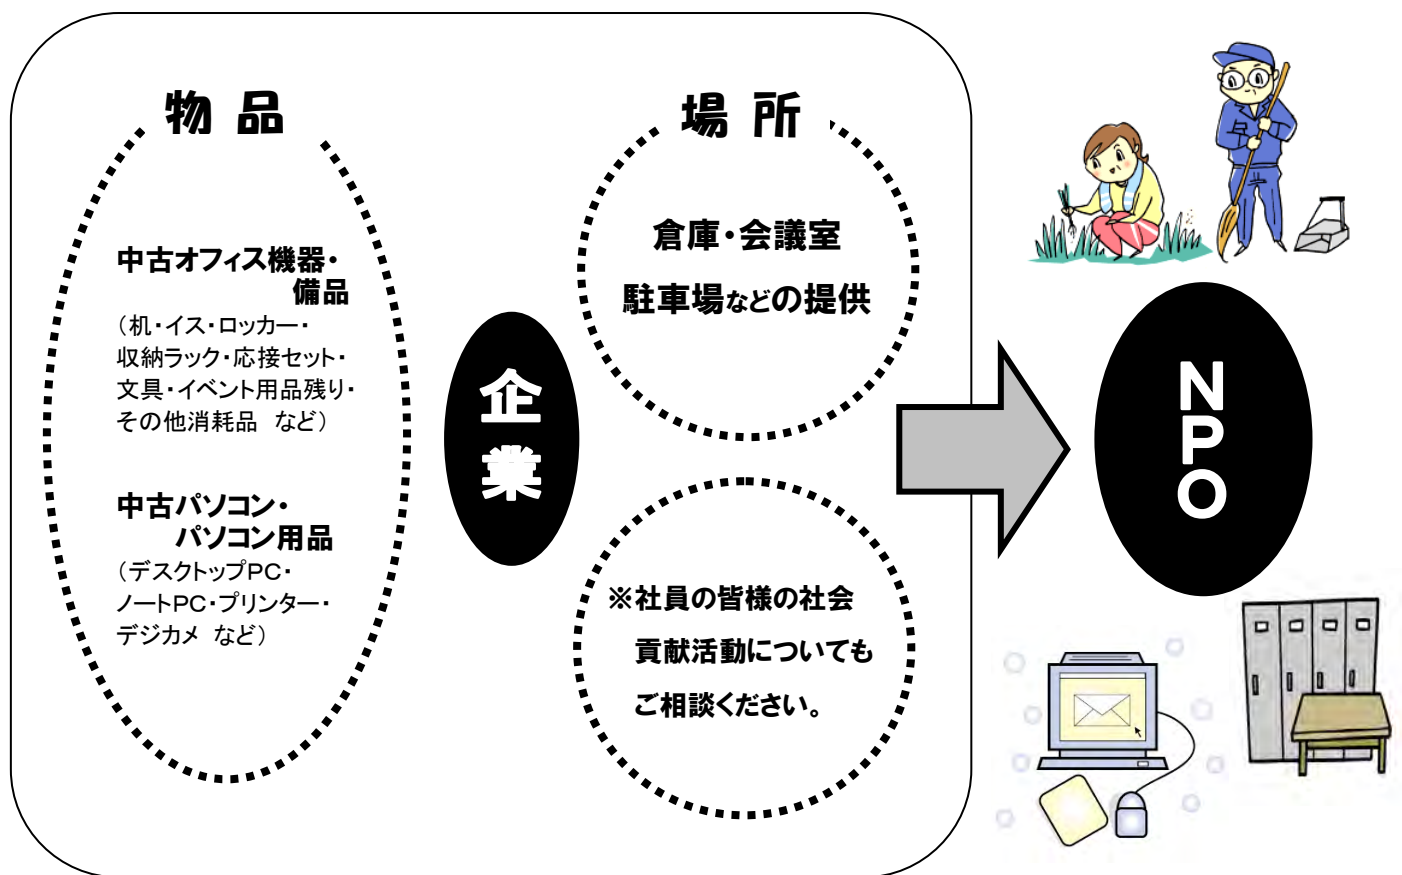 物 品
中古オフィス機器・
備品
（机・イス・ロッカー・
収納ラック・応接セット・
文具・イベント用品残り・
その他消耗品 など）
中古パソコン・
パソコン用品
（デスクトップPC・
ノートPC・プリンター・
デジカメ など）
企
業
場 所
倉庫・会議室
駐車場などの提供
※社員の皆様の社会
貢献活動についても
ご相談ください。
N
P
O